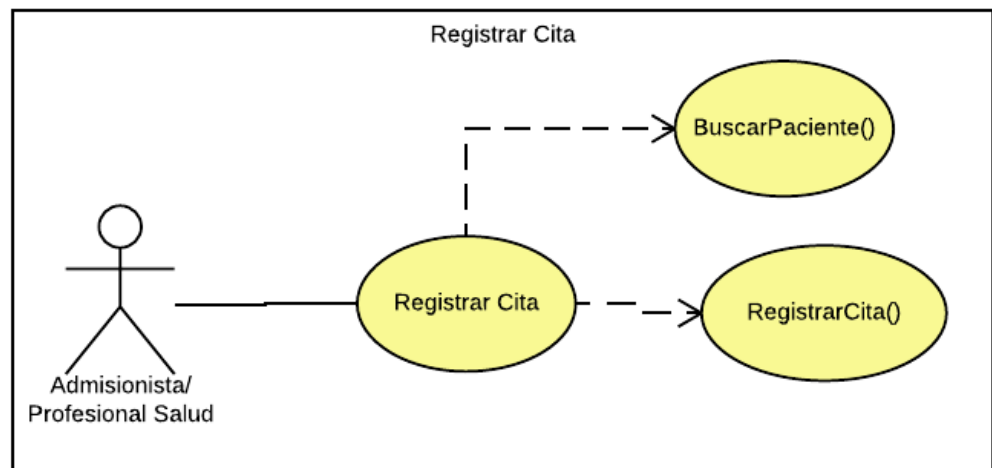 Registrar Cita
BuscarPaciente()
Registrar Cita
RegistrarCita()
Admisionista/
Profesional Salud